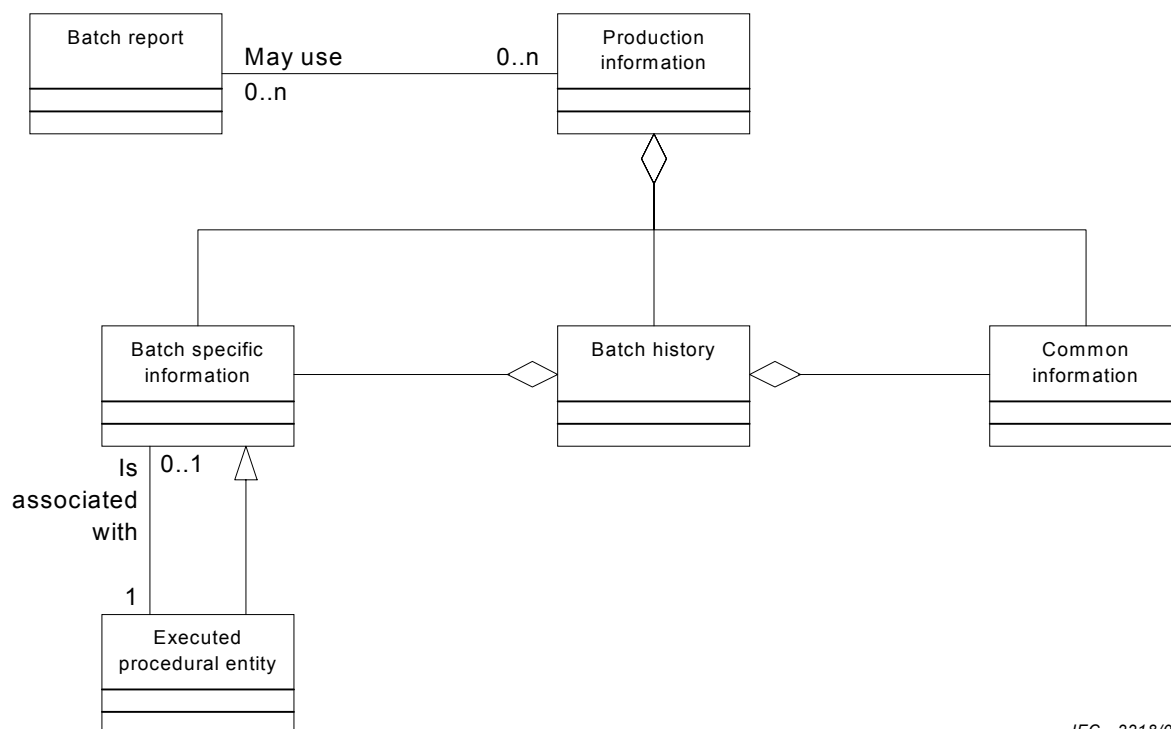 Batch report
May use
0..n
0..n
Production
information
Batch specific
information
Batch history
Common
information
Is
associated
with
0..1
1
Executed
procedural entity